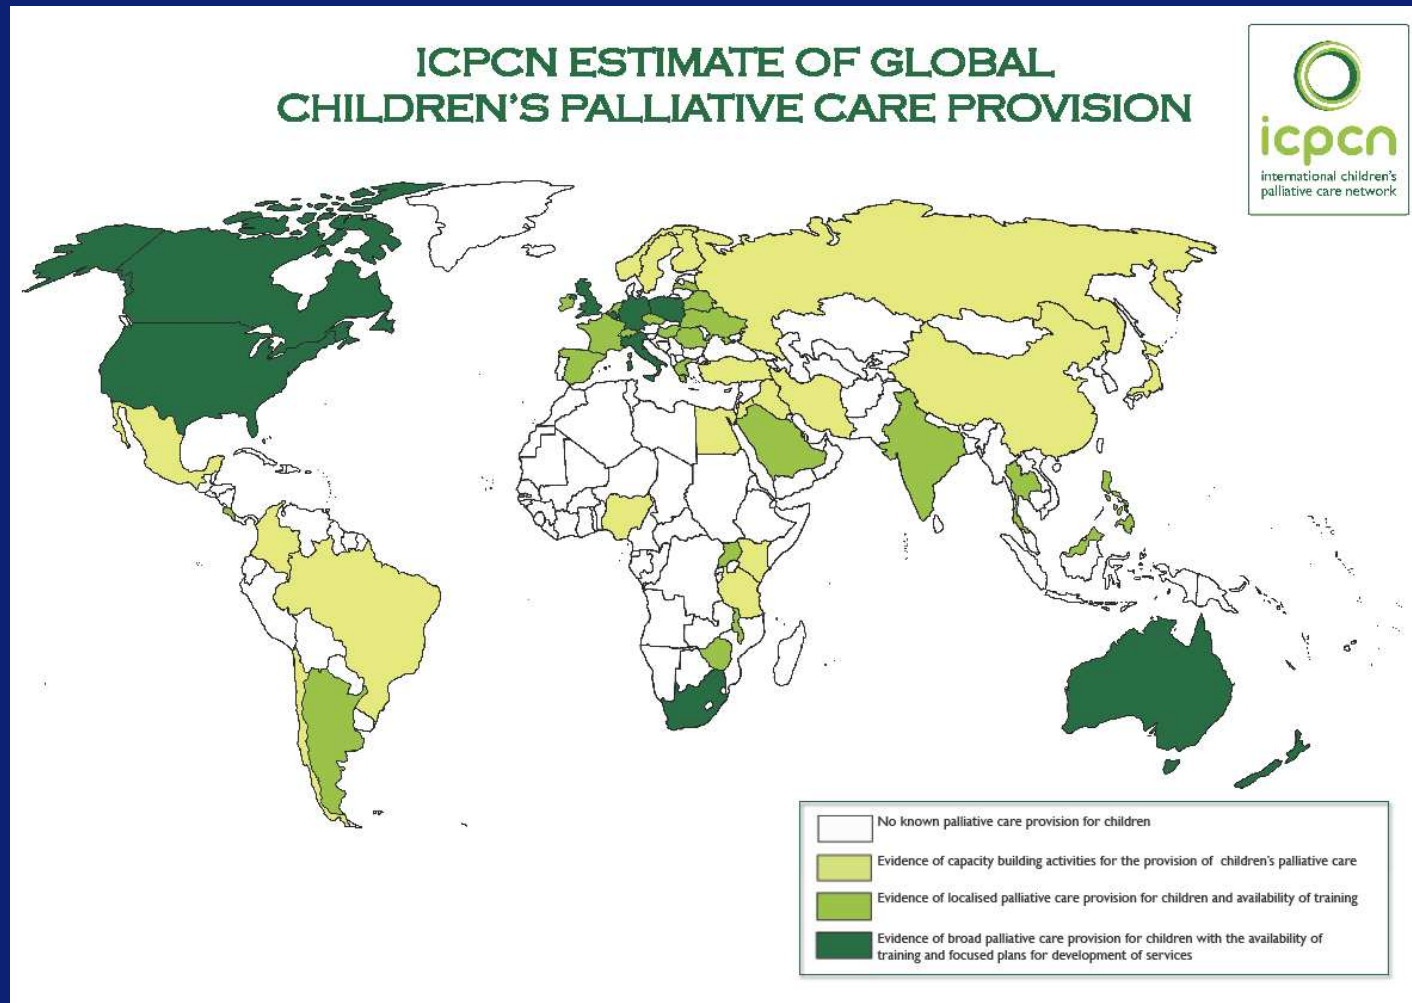 ICPCN ESTIMATE OF GLOBAL
CHILDREN'S PALLIATIVE CARE PROVISION
icpcn
international children's
palliative care network
No known palliative care provision for children
Evidence of capacity building activities for the provision of children's palliative care
Evidence of localised palliative care provision for children and availability of training
Evidence of broad palliative care provision for children with the availability of
training and focused plans for development of services